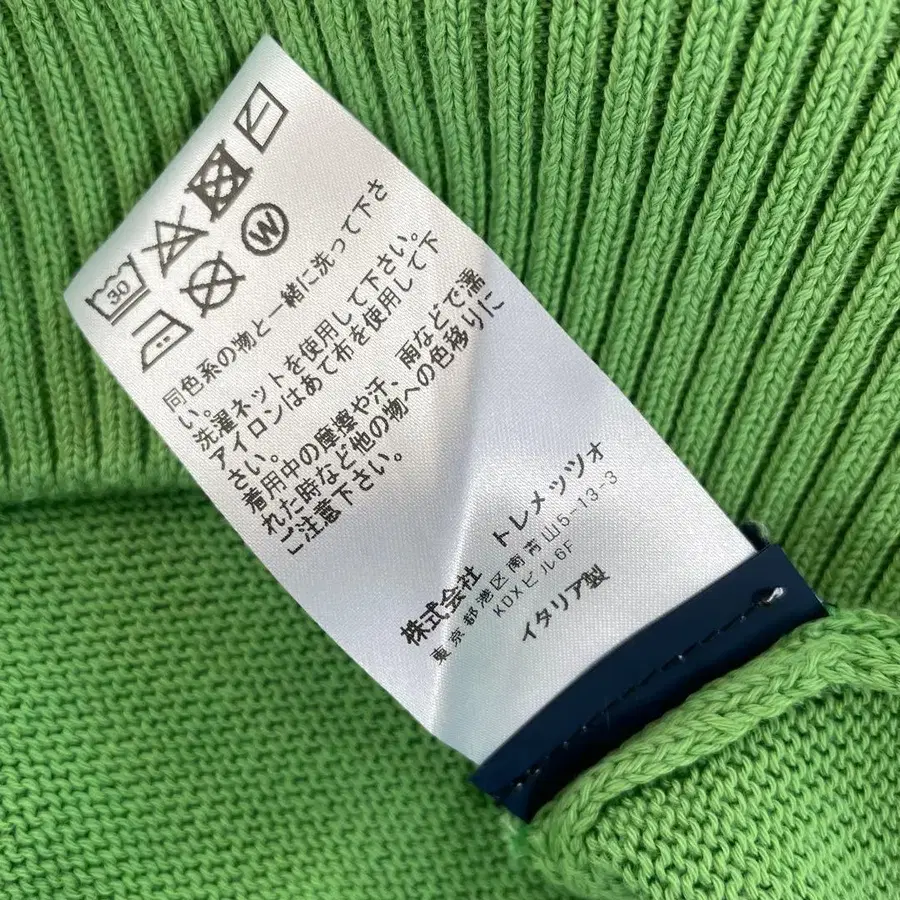 30
W
同色系の物と一緒に洗って下さ
い。
洗濯ネットを使用して下さい。
アイロンはあて布を使用して下
さい。
着用中の摩擦や汗、雨などで濡
れた時など他の物への色移りに
ご注意下さい。
株式会社 トレメッツォ
東京都港区南青山5-13-3
KDXビル6F
イタリア製